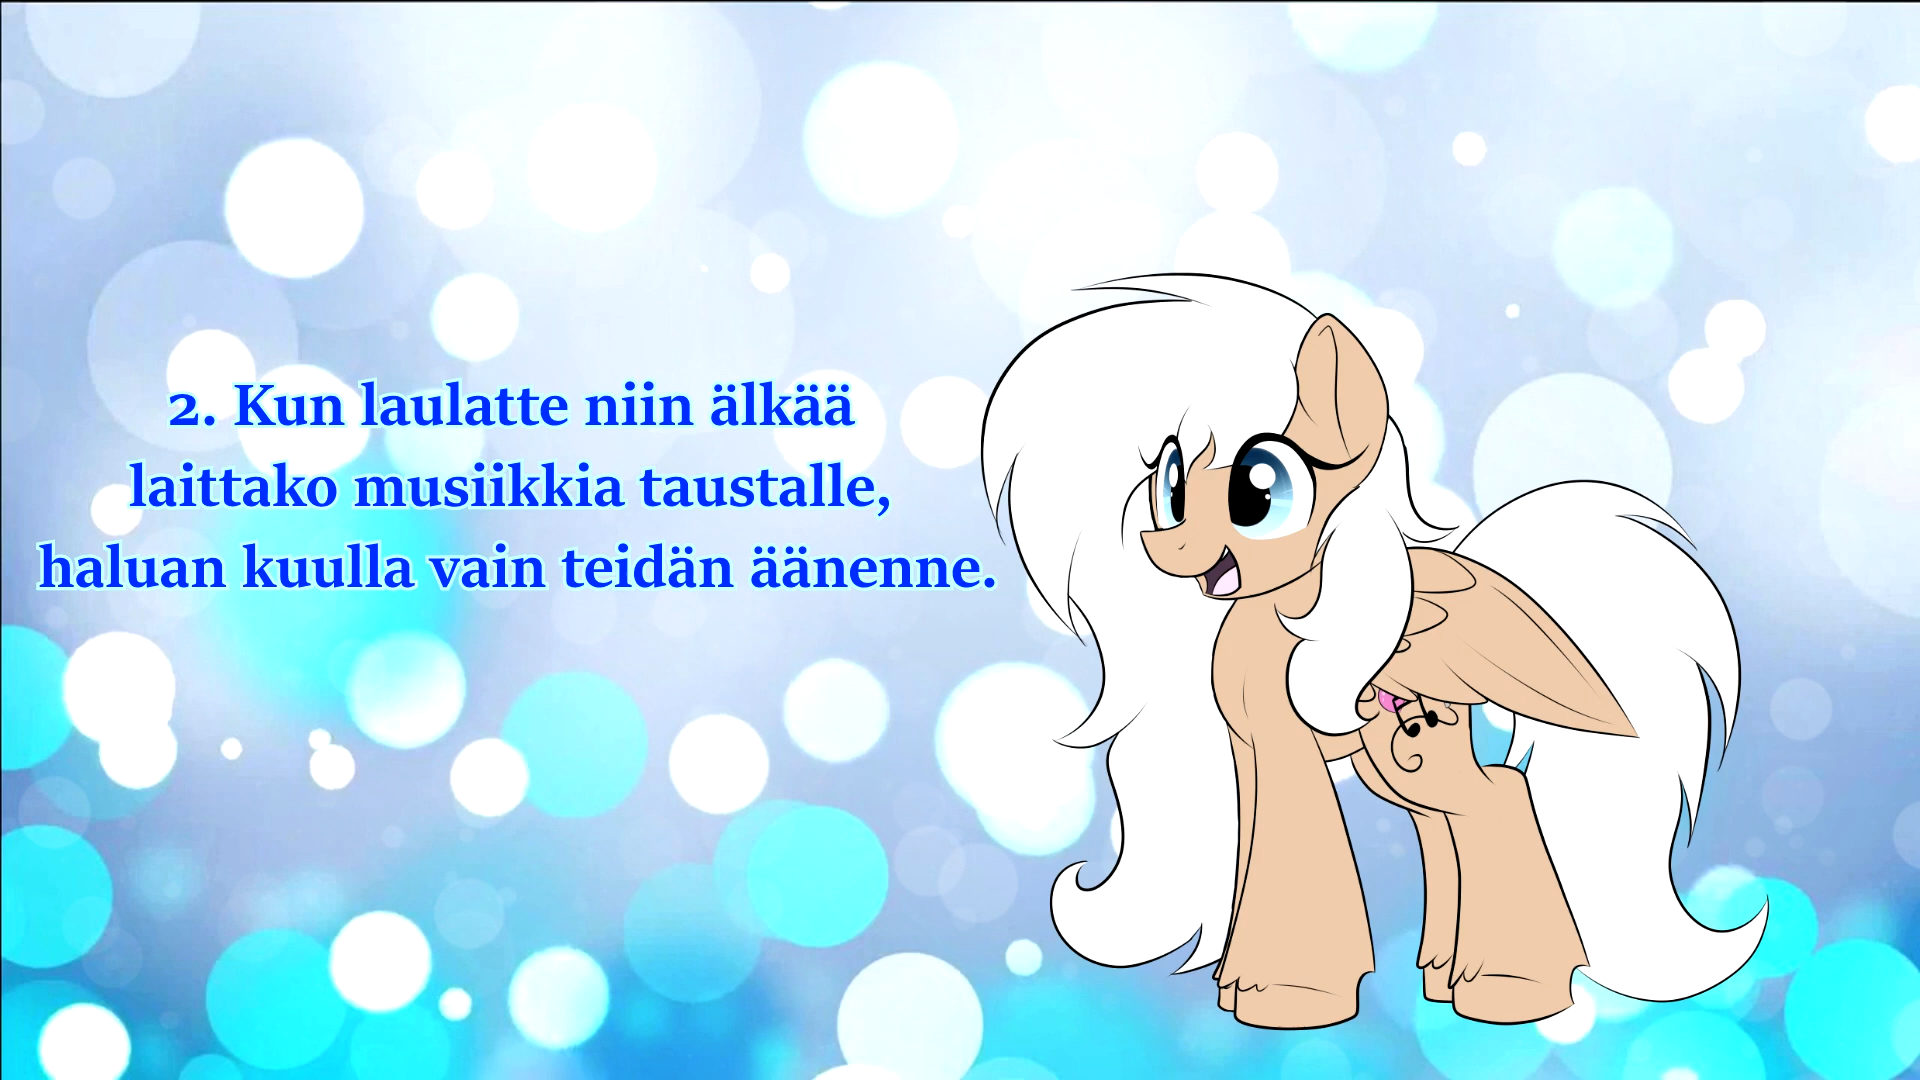 2. Kun laulatte niin älkää
laittako musiikkia taustalle,
haluan kuulla vain teidän äänenne.